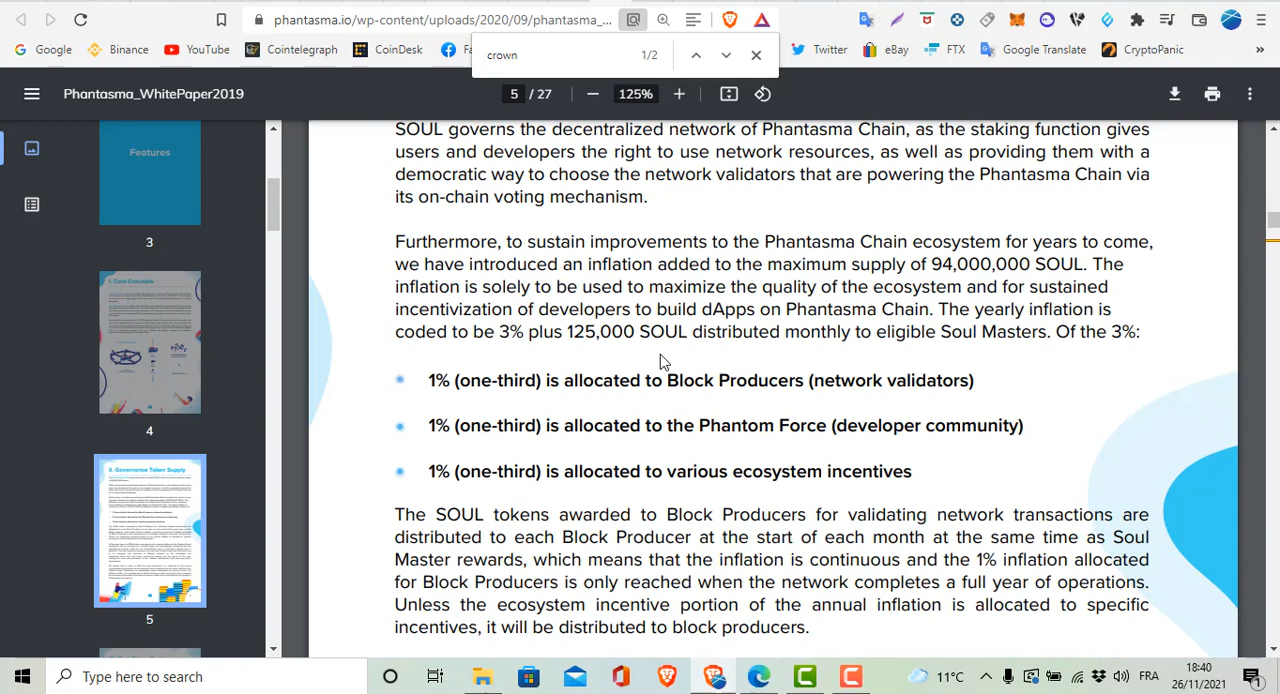 phantasma.io/wp-content/uploads/2020/09/phantasma_...
Google
Binance
YouTube
Cointelegraph
CoinDesk
Fa
Twitter
eBay
FTX
Google Translate
CryptoPanic
»
crown 1/2
Phantasma_WhitePaper2019
5 / 27
125%
Features
3
I. Core Concepts
4
II. Governance Token Supply
5
SOUL governs the decentralized network of Phantasma Chain, as the staking function gives
users and developers the right to use network resources, as well as providing them with a
democratic way to choose the network validators that are powering the Phantasma Chain via
its on-chain voting mechanism.
Furthermore, to sustain improvements to the Phantasma Chain ecosystem for years to come,
we have introduced an inflation added to the maximum supply of 94,000,000 SOUL. The
inflation is solely to be used to maximize the quality of the ecosystem and for sustained
incentivization of developers to build dApps on Phantasma Chain. The yearly inflation is
coded to be 3% plus 125,000 SOUL distributed monthly to eligible Soul Masters. Of the 3%:
1% (one-third) is allocated to Block Producers (network validators)
1% (one-third) is allocated to the Phantom Force (developer community)
1% (one-third) is allocated to various ecosystem incentives
The SOUL tokens awarded to Block Producers for validating network transactions are
distributed to each Block Producer at the start of each month at the same time as Soul
Master rewards, which means that the inflation is continuous and the 1% inflation allocated
for Block Producers is only reached when the network completes a full year of operations.
Unless the ecosystem incentive portion of the annual inflation is allocated to specific
incentives, it will be distributed to block producers.
Type here to search
11°C
FRA
18:40
26/11/2021
1